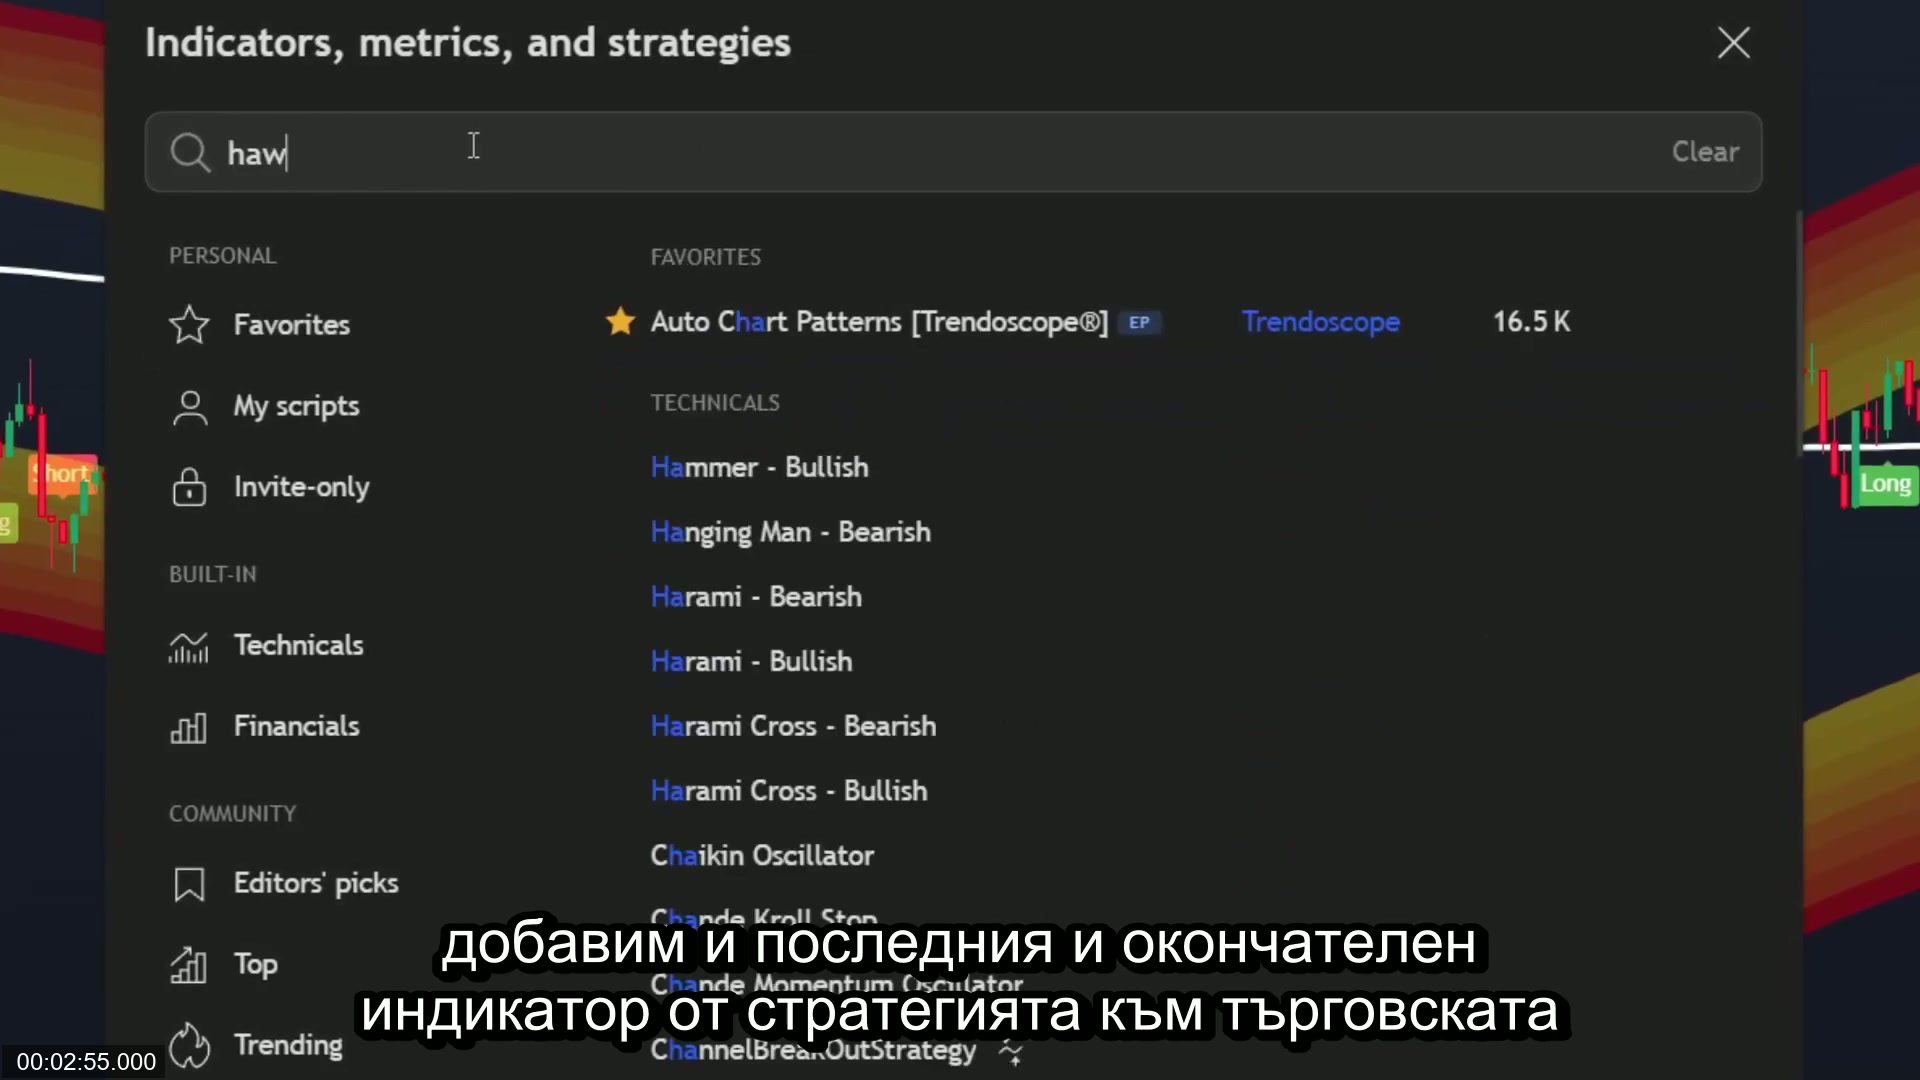 Indicators, metrics, and strategies
haw
Clear
PERSONAL
Favorites
My scripts
Invite-only
BUILT-IN
Technicals
Financials
COMMUNITY
Editors' picks
Top
Trending
FAVORITES
Auto Chart Patterns [Trendoscope®] EP Trendoscope 16.5 K
TECHNICALS
Hammer - Bullish
Hanging Man - Bearish
Harami - Bearish
Harami - Bullish
Harami Cross - Bearish
Harami Cross - Bullish
Chaikin Oscillator
Chande Kroll Stop
Chande Momentum Oscillator
ChannelBreakOutStrategy
Short
g
Long
добавим и последния и окончателен
индикатор от стратегията към търговската
00:02:55.000